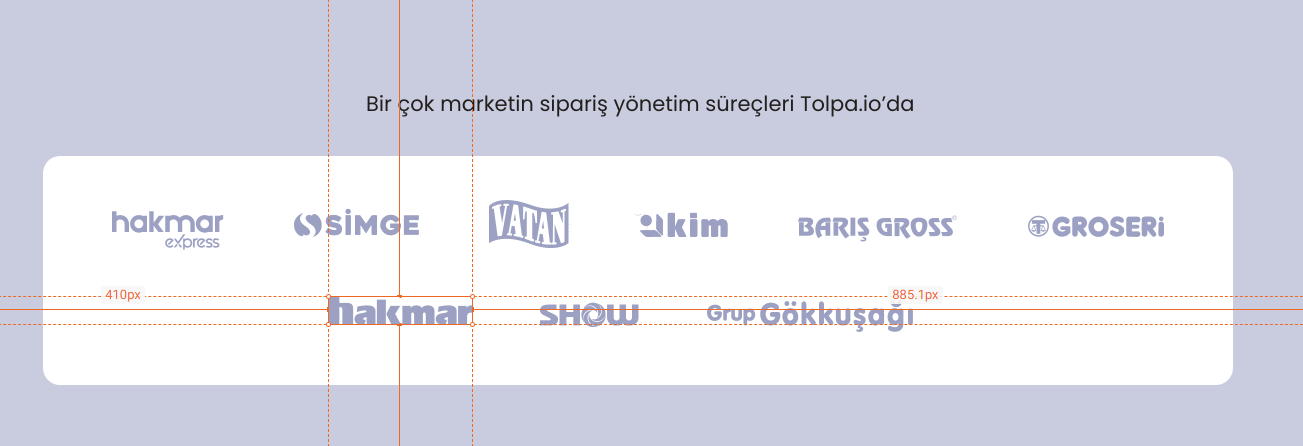 Bir çok marketin sipariş yönetim süreçleri Tolpa.io’da
hakmar express
SİMGE
VATAN
kim
BARIŞ GROSS®
GROSERİ
410px
885.1px
hakmar
SHOW
Grup Gökkuşağı